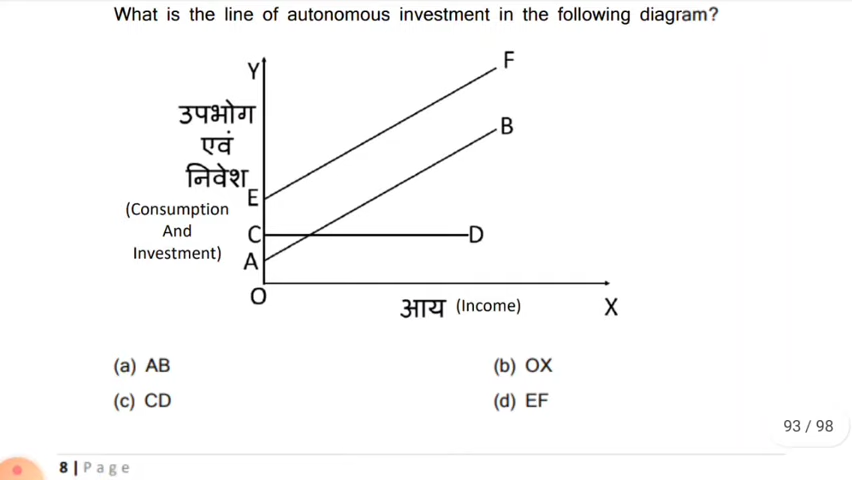 What is the line of autonomous investment in the following diagram?
Y
F
उपभोग
एवं
निवेश
B
E
(Consumption
And
Investment)
C
D
A
O
आय (Income)
X
(a) AB
(b) OX
(c) CD
(d) EF
93 / 98
8 | Page